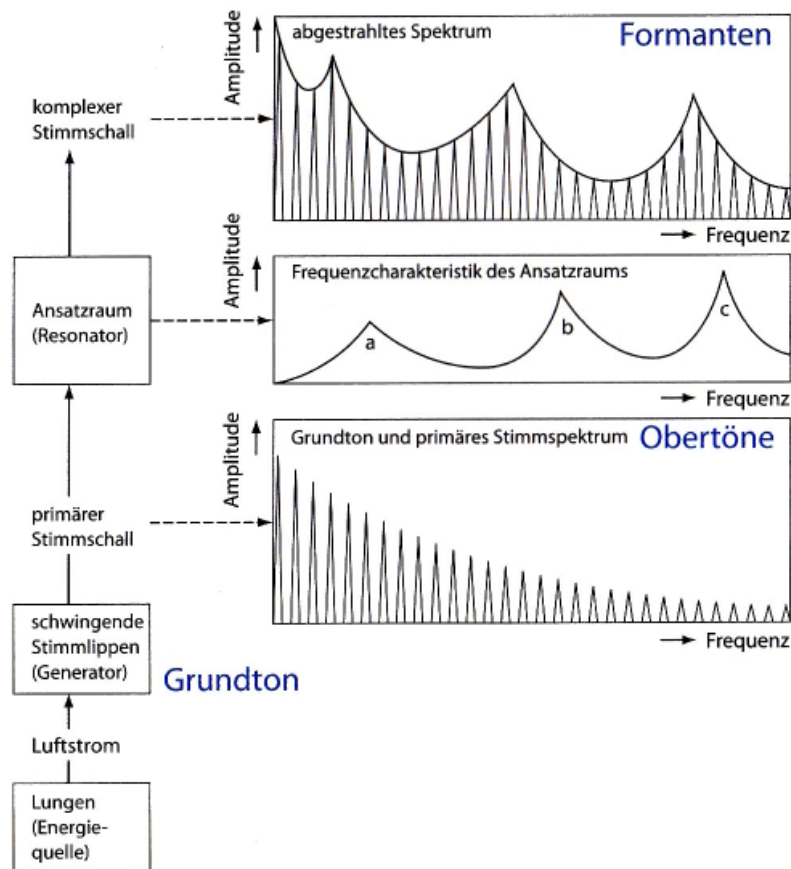 Amplitude
abgestrahltes Spektrum
Formanten
komplexer
Stimmschall
Frequenz
Amplitude
Frequenzcharakteristik des Ansatzraums
Ansatzraum
(Resonator)
a
b
c
Frequenz
Amplitude
Grundton und primäres Stimmspektrum
Obertöne
primärer
Stimmschall
Frequenz
schwingende
Stimmlippen
(Generator)
Grundton
Luftstrom
Lungen
(Energie-
quelle)